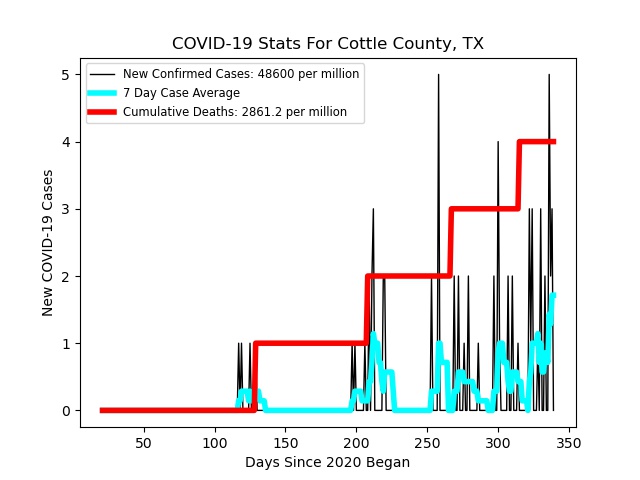 COVID-19 Stats For Cottle County, TX
New Confirmed Cases: 48600 per million
7 Day Case Average
Cumulative Deaths: 2861.2 per million
New COVID-19 Cases
5
4
3
2
1
0
50 100 150 200 250 300 350
Days Since 2020 Began